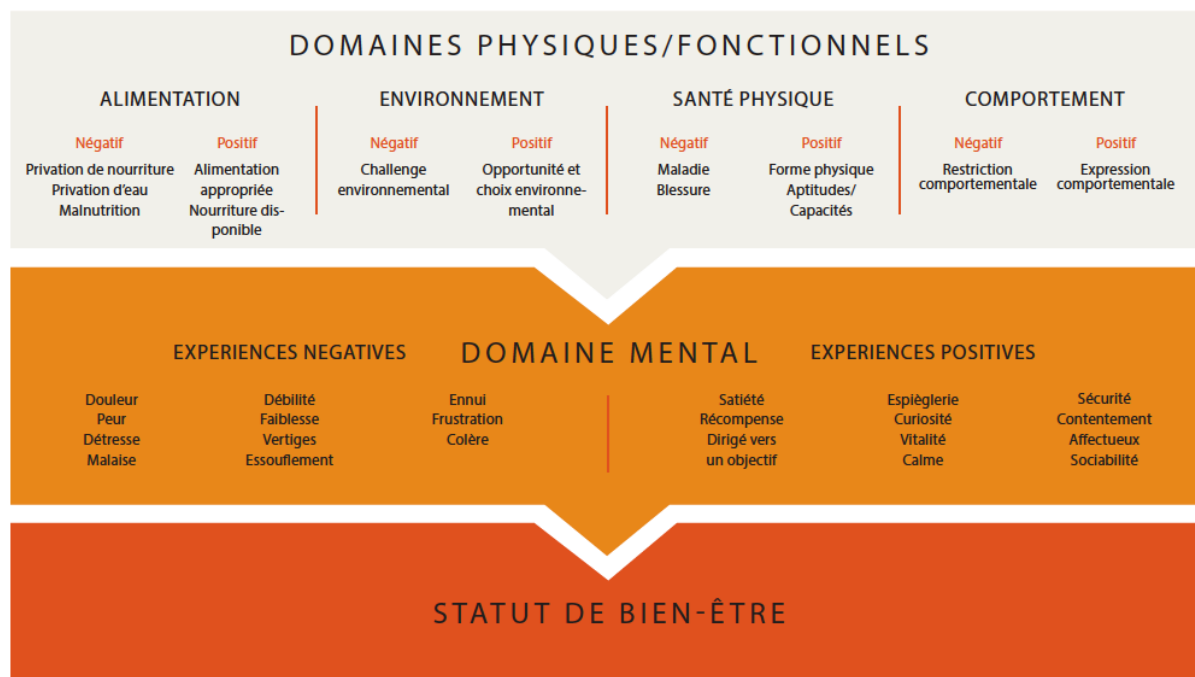 DOMAINES PHYSIQUES/FONCTIONNELS
ALIMENTATION
Négatif
Privation de nourriture
Privation d'eau
Malnutrition
Positif
Alimentation
appropriée
Nourriture dis-
ponible
ENVIRONNEMENT
Négatif
Challenge
environnemental
Positif
Opportunité et
choix environne-
mental
SANTÉ PHYSIQUE
Négatif
Maladie
Blessure
Positif
Forme physique
Aptitudes/
Capacités
COMPORTEMENT
Négatif
Restriction
comportementale
Positif
Expression
comportementale
DOMAINE MENTAL
EXPERIENCES NEGATIVES
Douleur
Peur
Détresse
Malaise
Débilité
Faiblesse
Vertiges
Essouflement
Ennui
Frustration
Colère
EXPERIENCES POSITIVES
Satiété
Récompense
Dirigé vers
un objectif
Espièglerie
Curiosité
Vitalité
Calme
Sécurité
Contentement
Affectueux
Sociabilité
STATUT DE BIEN-ÊTRE